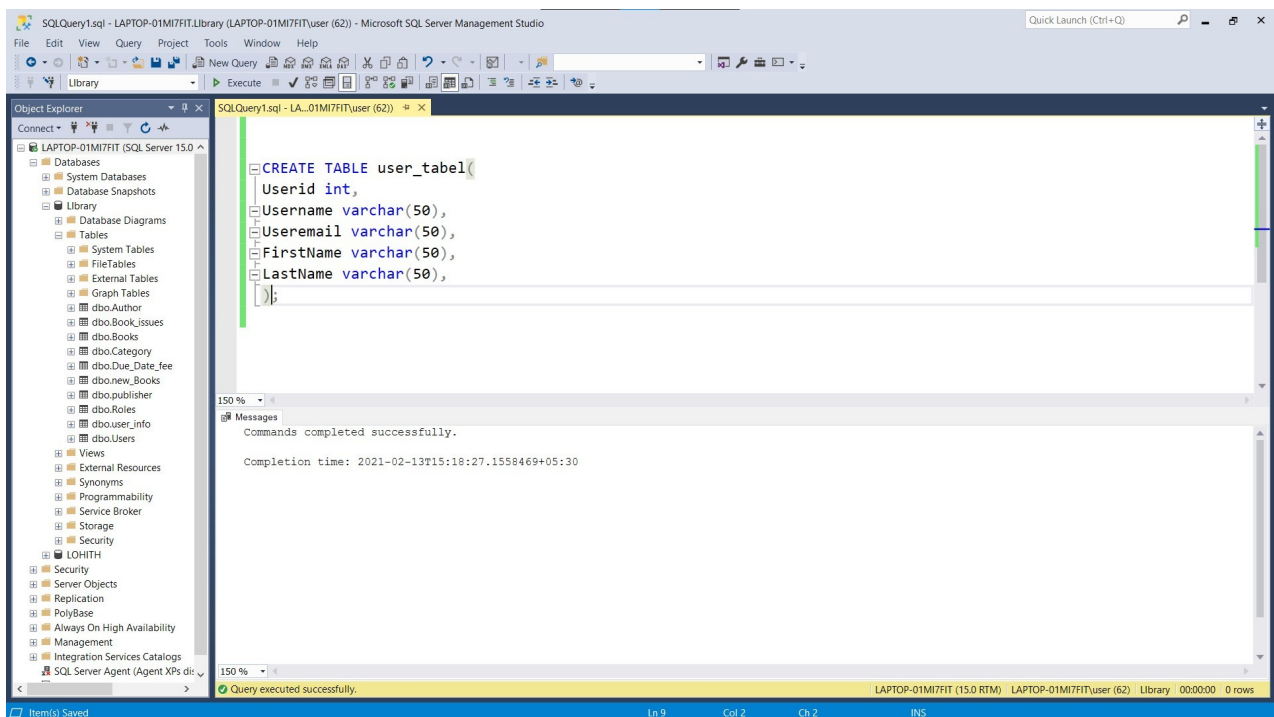 SQLQuery1.sql - LAPTOP-01MI7FIT.LIbrary (LAPTOP-01MI7FIT\user (62)) - Microsoft SQL Server Management Studio
Quick Launch (Ctrl+Q)
File Edit View Query Project Tools Window Help
New Query
LIbrary
Execute
Object Explorer
Connect
LAPTOP-01MI7FIT (SQL Server 15.0
Databases
System Databases
Database Snapshots
LIbrary
Database Diagrams
Tables
System Tables
FileTables
External Tables
Graph Tables
dbo.Author
dbo.Book_issues
dbo.Books
dbo.Category
dbo.Due_Date_fee
dbo.new_Books
dbo.publisher
dbo.Roles
dbo.user_info
dbo.Users
Views
External Resources
Synonyms
Programmability
Service Broker
Storage
Security
LOHITH
Security
Server Objects
Replication
PolyBase
Always On High Availability
Management
Integration Services Catalogs
SQL Server Agent (Agent XPs dis
SQLQuery1.sql - LA...01MI7FIT\user (62))
CREATE TABLE user_tabel(
Userid int,
Username varchar(50),
Useremail varchar(50),
FirstName varchar(50),
LastName varchar(50),
);
150 %
Messages
Commands completed successfully.
Completion time: 2021-02-13T15:18:27.1558469+05:30
150 %
Query executed successfully.
LAPTOP-01MI7FIT (15.0 RTM) LAPTOP-01MI7FIT\user (62) LIbrary 00:00:00 0 rows
Item(s) Saved Ln 9 Col 2 Ch 2 INS